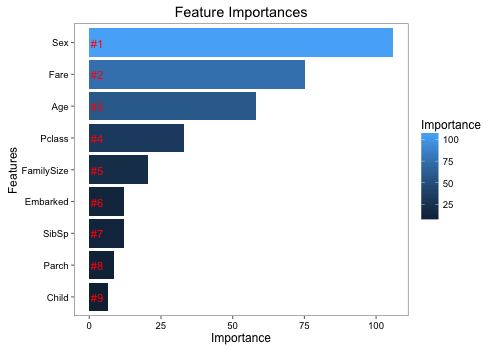 Feature Importances
Features
Sex #1
Fare #2
Age #3
Pclass #4
FamilySize #5
Embarked #6
SibSp #7
Parch #8
Child #9
0 25 50 75 100
Importance
Importance
100
75
50
25